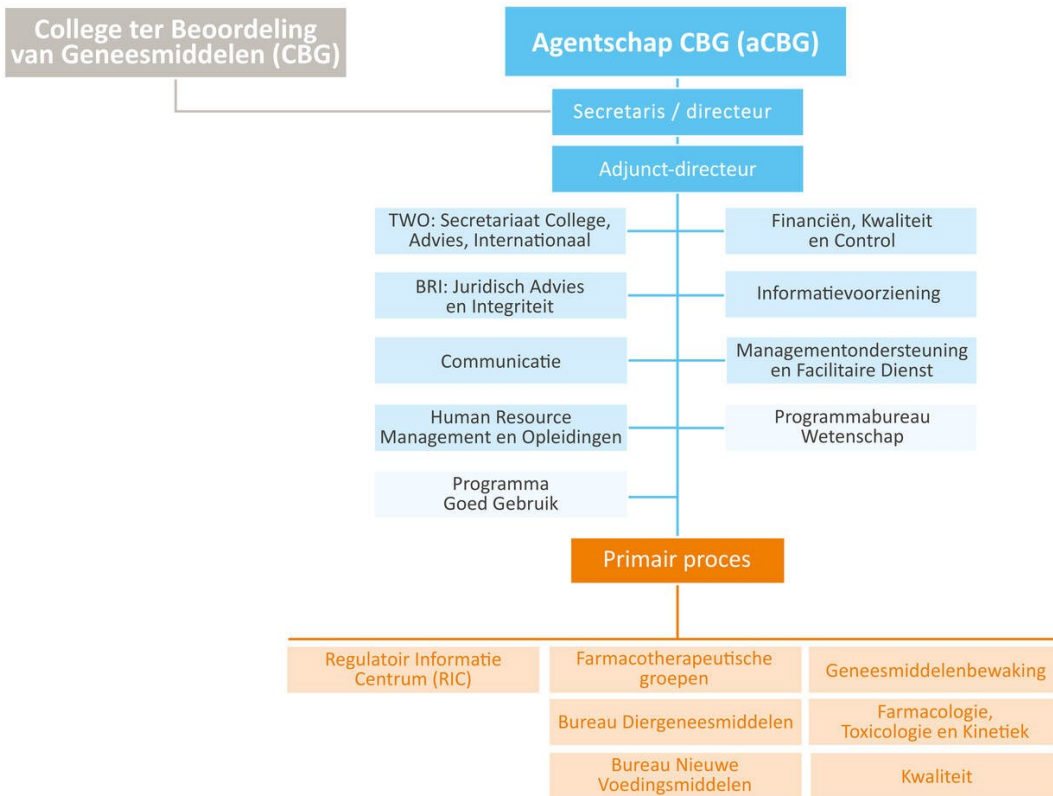 College ter Beoordeling
van Geneesmiddelen (CBG)
Agentschap CBG (aCBG)
Secretaris / directeur
Adjunct-directeur
TWO: Secretariaat College,
Advies, Internationaal
Financiën, Kwaliteit
en Control
BRI: Juridisch Advies
en Integriteit
Informatievoorziening
Communicatie
Managementondersteuning
en Facilitaire Dienst
Human Resource
Management en Opleidingen
Programmabureau
Wetenschap
Programma
Goed Gebruik
Primair proces
Regulatoir Informatie
Centrum (RIC)
Farmacotherapeutische
groepen
Geneesmiddelenbewaking
Bureau Diergeneesmiddelen
Farmacologie,
Toxicologie en Kinetiek
Bureau Nieuwe
Voedingsmiddelen
Kwaliteit